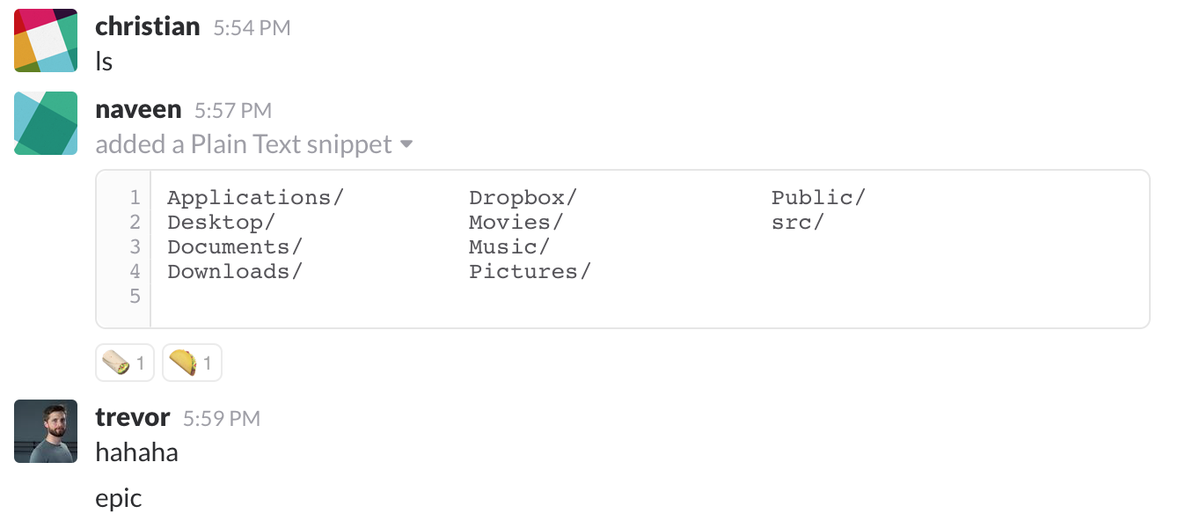 christian 5:54 PM
ls
naveen 5:57 PM
added a Plain Text snippet
1 Applications/ Dropbox/ Public/
2 Desktop/ Movies/ src/
3 Documents/ Music/
4 Downloads/ Pictures/
5
1 1
trevor 5:59 PM
hahaha
epic